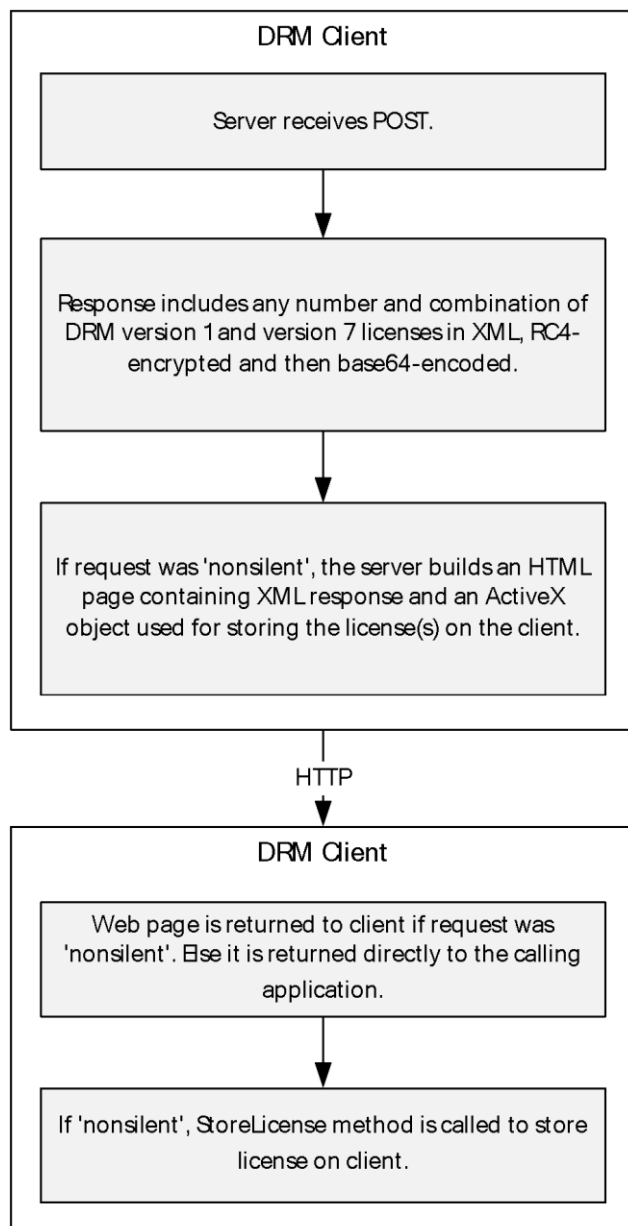 DRM Client
Server receives POST.
Response includes any number and combination of
DRM version 1 and version 7 licenses in XML, RC4-
encrypted and then base64-encoded.
If request was 'nonsilent', the server builds an HTML
page containing XML response and an ActiveX
object used for storing the license(s) on the client.
HTTP
DRM Client
Web page is returned to client if request was
'nonsilent'. Else it is returned directly to the calling
application.
If 'nonsilent', StoreLicense method is called to store
license on client.